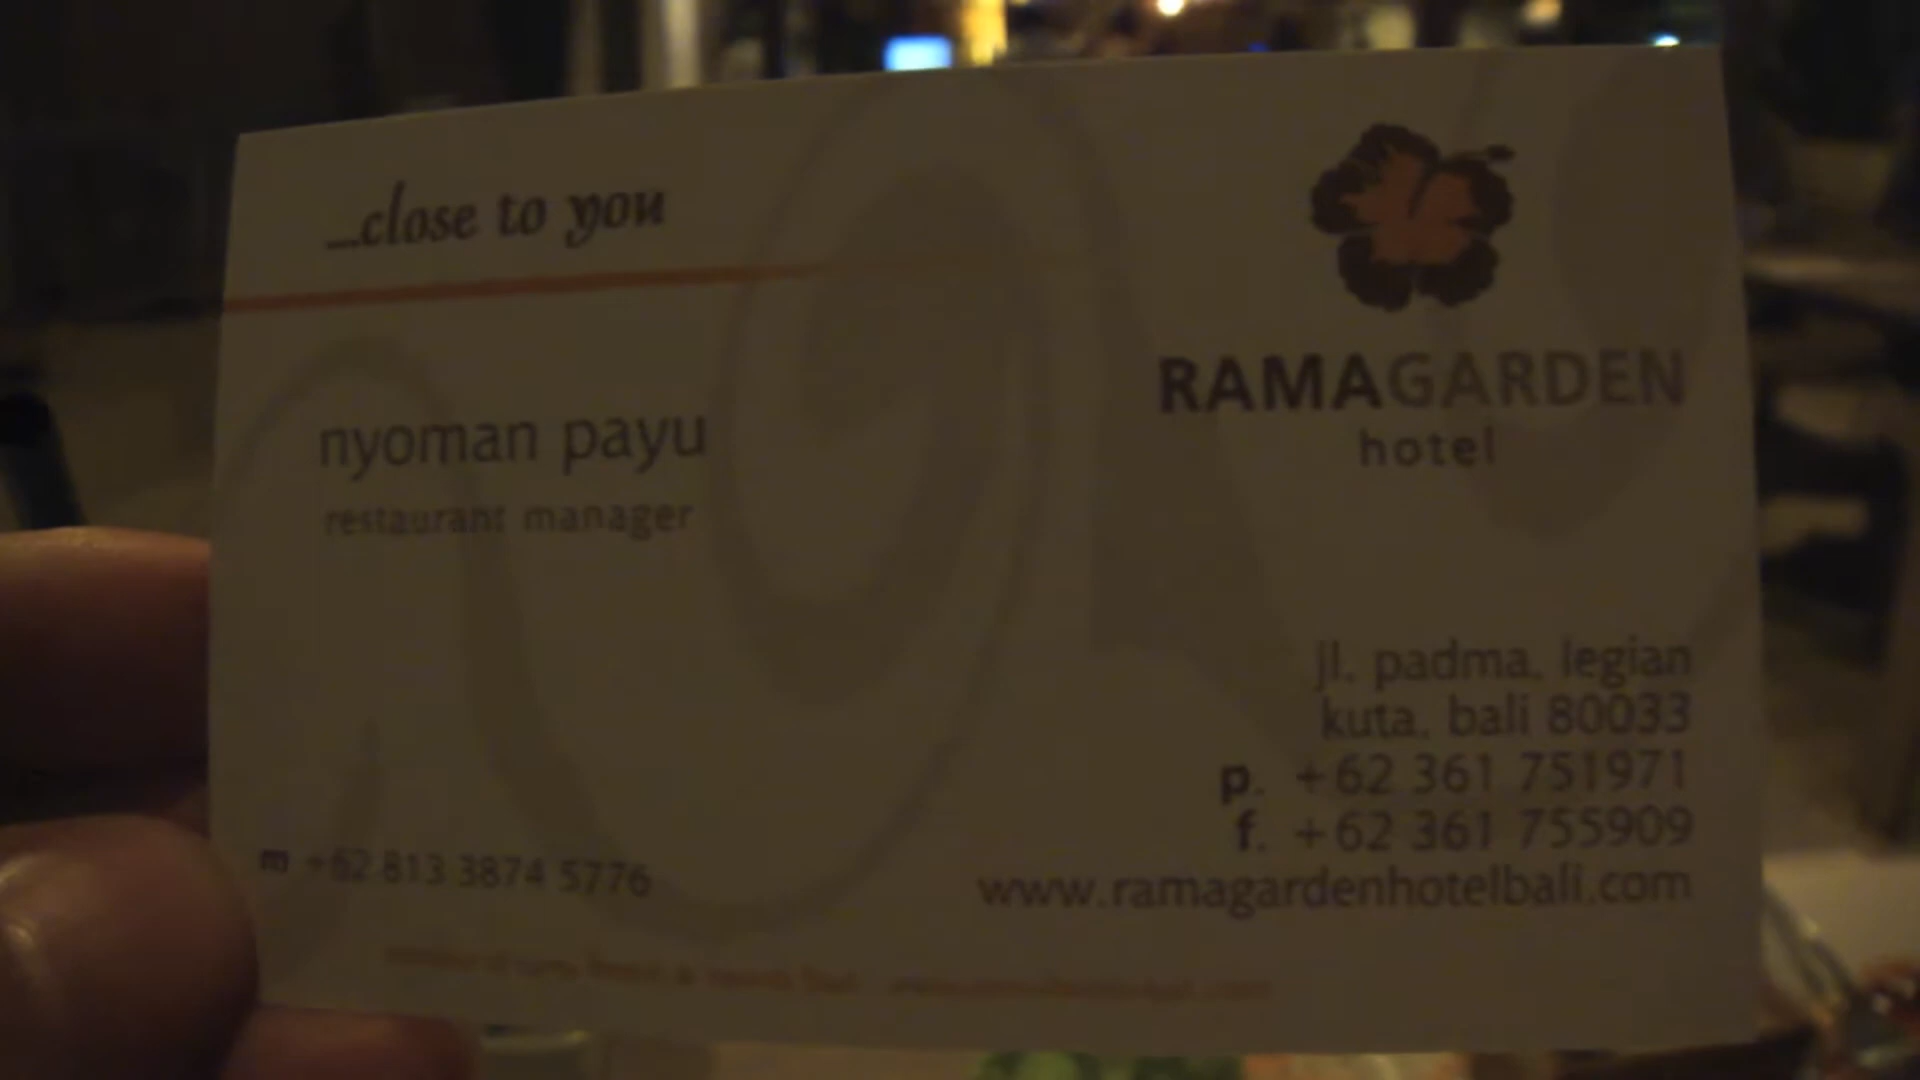 ...close to you
RAMAGARDEN
hotel
nyoman payu
restaurant manager
jl. padma, legian
kuta, bali 80033
p. +62 361 751971
f. +62 361 755909
m +62 813 3874 5776
www.ramagardenhotelbali.com